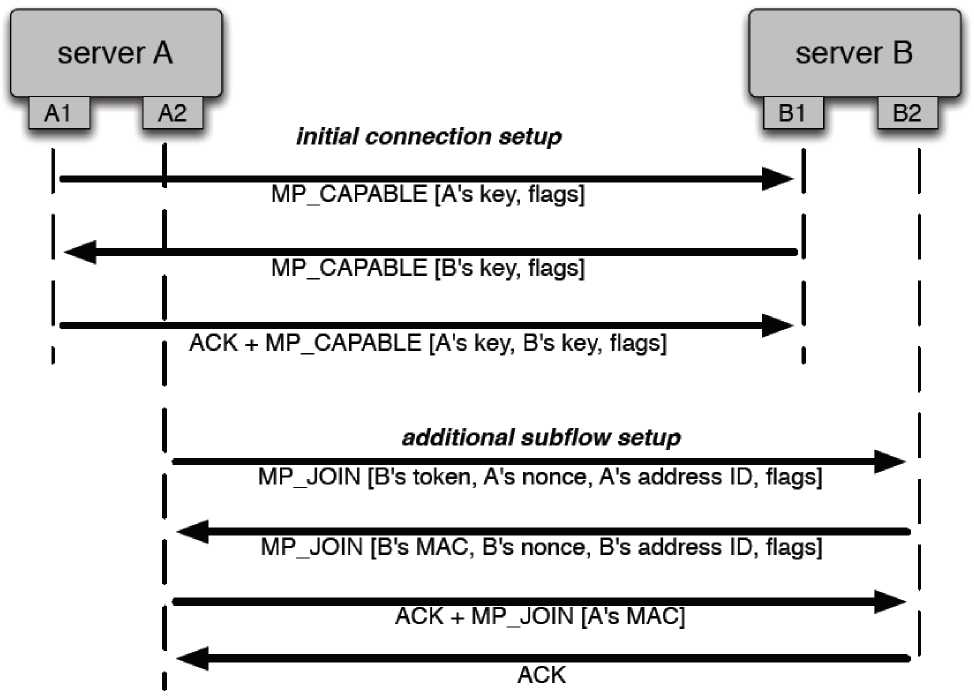 server A
server B
A1
A2
B1
B2
initial connection setup
MP_CAPABLE [A's key, flags]
MP_CAPABLE [B's key, flags]
ACK + MP_CAPABLE [A's key, B's key, flags]
additional subflow setup
MP_JOIN [B's token, A's nonce, A's address ID, flags]
MP_JOIN [B's MAC, B's nonce, B's address ID, flags]
ACK + MP_JOIN [A's MAC]
ACK